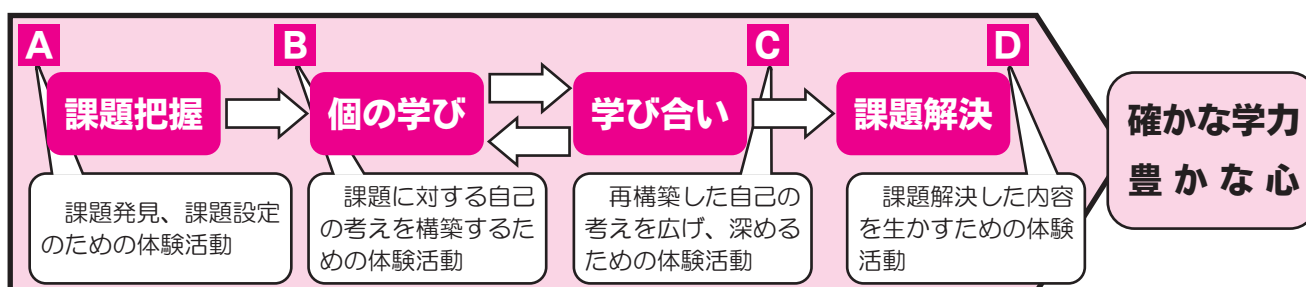 A
B
C
D
課題把握
個の学び
学び合い
課題解決
確かな学力
豊かな心
課題発見、課題設定
のための体験活動
課題に対する自己
の考えを構築するた
めの体験活動
再構築した自己の
考えを広げ、深める
ための体験活動
課題解決した内容
を生かすための体験
活動